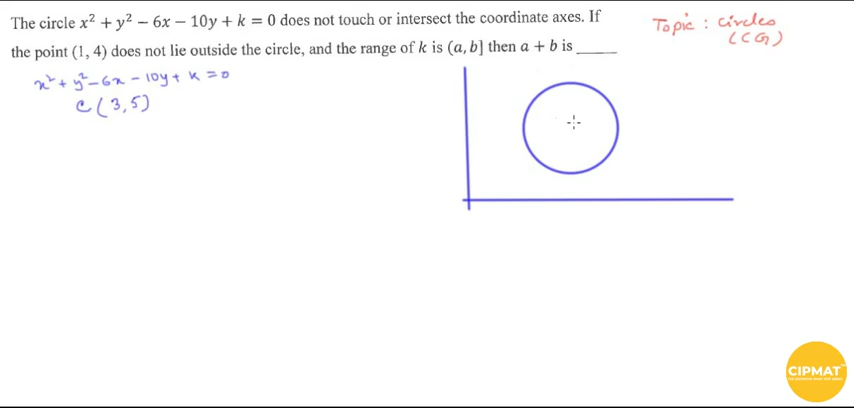 The circle x² + y² − 6x − 10y + k = 0 does not touch or intersect the coordinate axes. If
the point (1, 4) does not lie outside the circle, and the range of k is (a, b] then a + b is _____
Topic : Circles
(CG)
x² + y² − 6x − 10y + k = 0
C (3,5)
CIPMAT